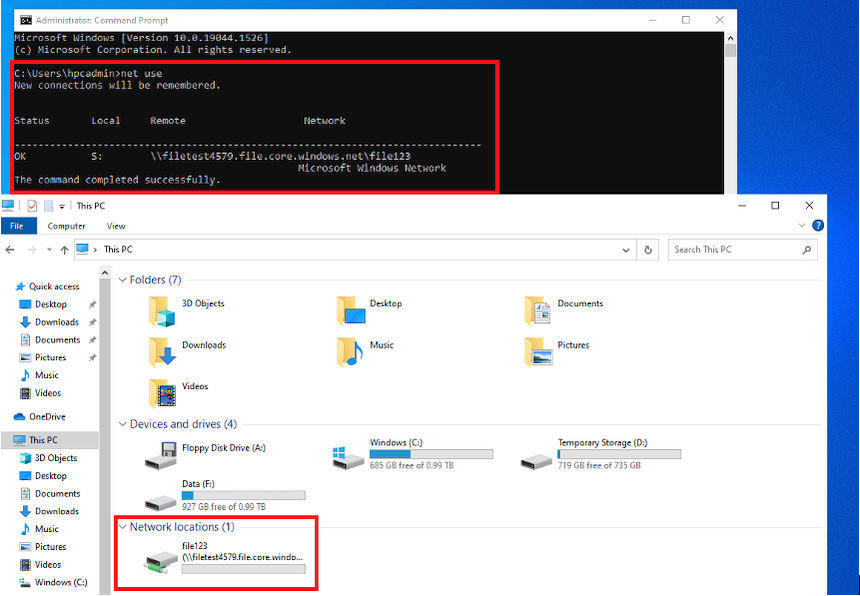 Administrator: Command Prompt
Microsoft Windows [Version 10.0.19044.1526]
(c) Microsoft Corporation. All rights reserved.
C:\Users\hpcadmin>net use
New connections will be remembered.
Status Local Remote Network
-------------------------------------------------------------------------------
OK S: \\filetest4579.file.core.windows.net\file123
Microsoft Windows Network
The command completed successfully.
This PC
File Computer View
This PC
Search This PC
Quick access
Desktop
Downloads
Documents
Pictures
Music
Videos
OneDrive
This PC
3D Objects
Desktop
Documents
Downloads
Music
Pictures
Videos
Windows (C:)
Folders (7)
3D Objects Desktop Documents
Downloads Music Pictures
Videos
Devices and drives (4)
Floppy Disk Drive (A:)
Windows (C:)
685 GB free of 0.99 TB
Temporary Storage (D:)
719 GB free of 735 GB
Data (F:)
927 GB free of 0.99 TB
Network locations (1)
file123
(\\filetest4579.file.core.windo...